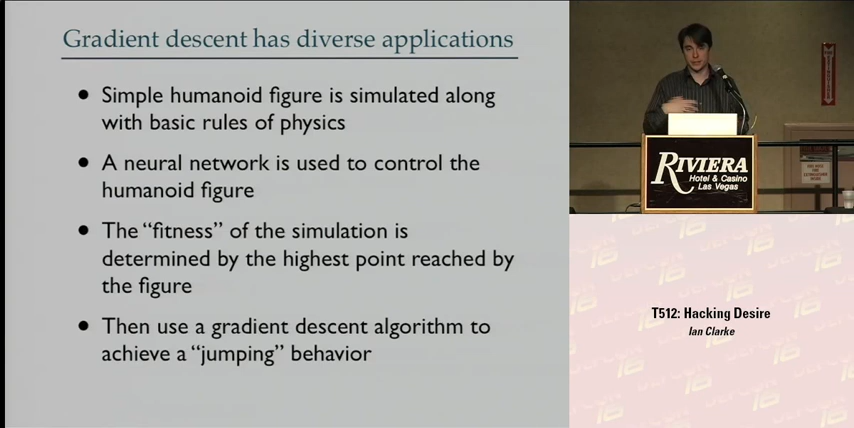 Gradient descent has diverse applications
• Simple humanoid figure is simulated along
with basic rules of physics
• A neural network is used to control the
humanoid figure
• The “fitness” of the simulation is
determined by the highest point reached by
the figure
• Then use a gradient descent algorithm to
achieve a “jumping” behavior
RIVIERA
Hotel & Casino
Las Vegas
T512: Hacking Desire
Ian Clarke